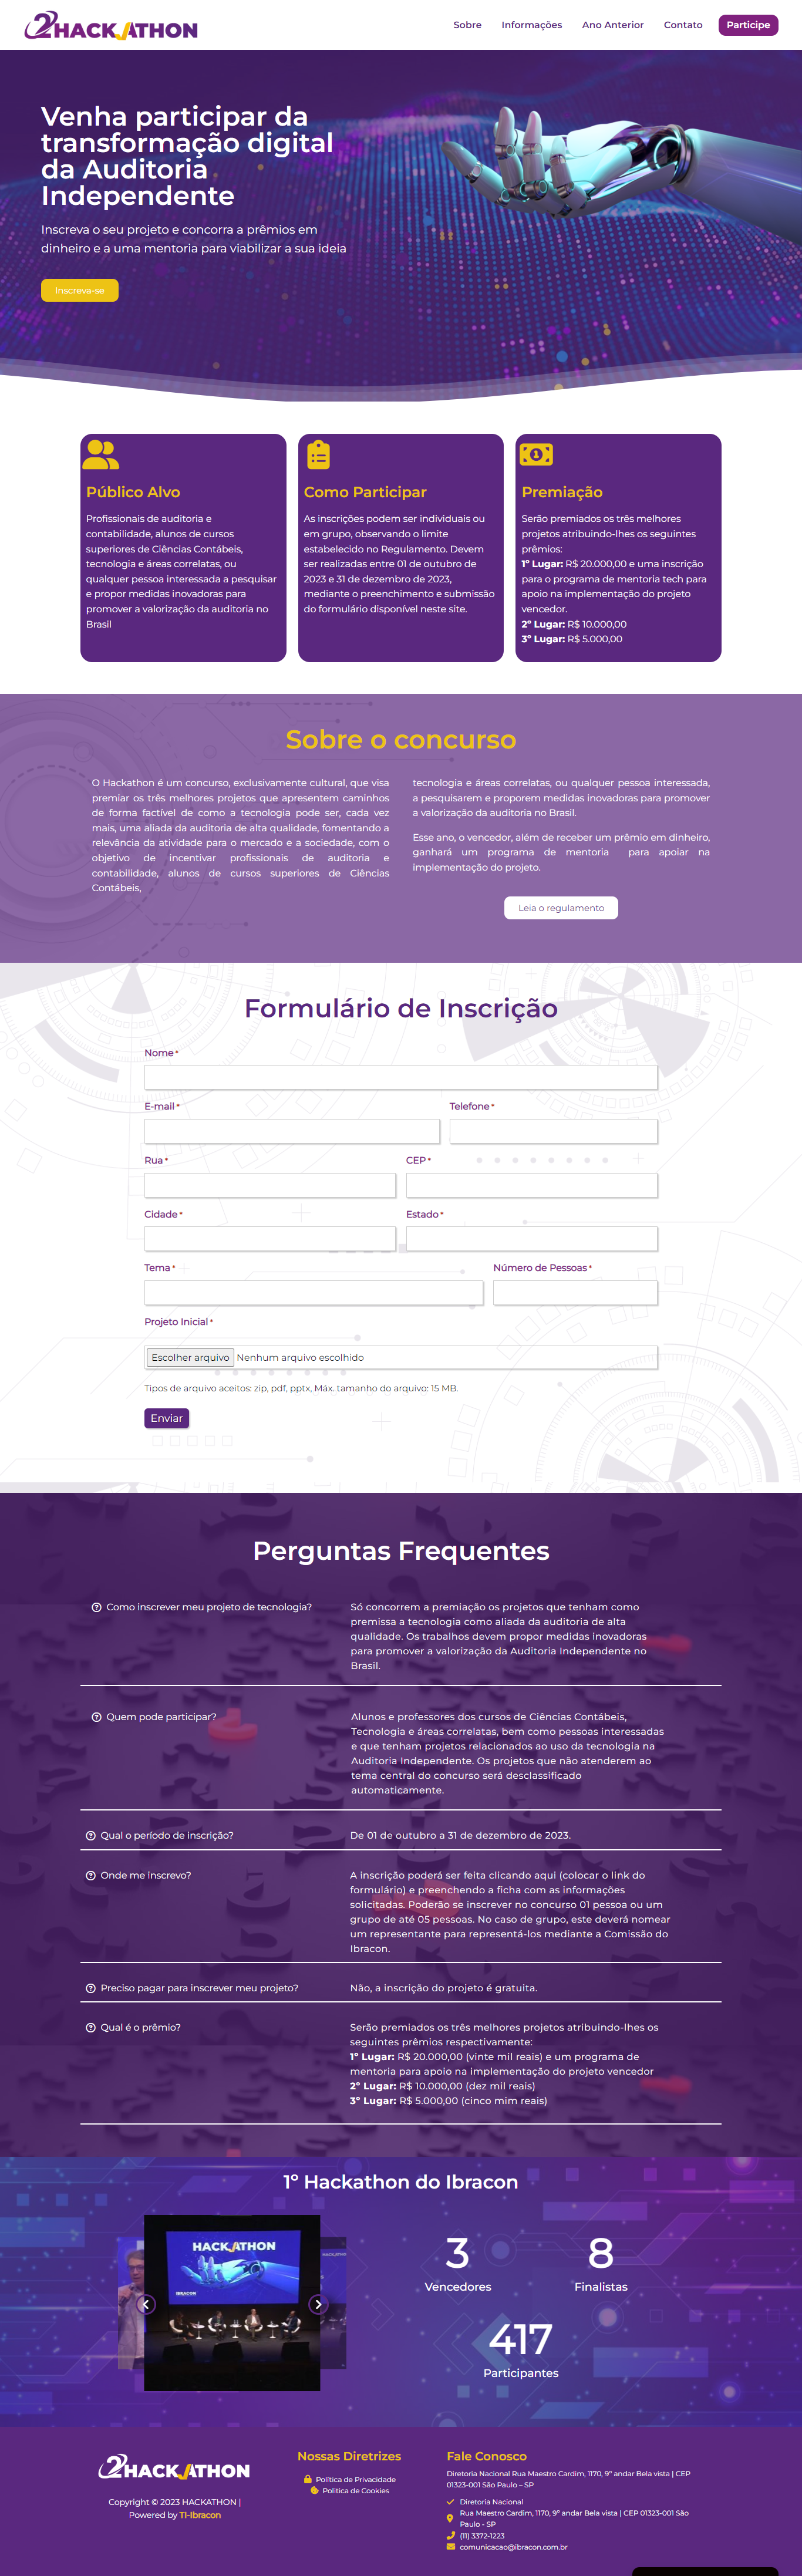 2HACKATHON
Sobre
Informações
Ano Anterior
Contato
Participe
Venha participar da
transformação digital
da Auditoria
Independente
Inscreva o seu projeto e concorra a prêmios em
dinheiro e a uma mentoria para viabilizar a sua ideia
Inscreva-se
Público Alvo
Profissionais de auditoria e
contabilidade, alunos de cursos
superiores de Ciências Contábeis,
tecnologia e áreas correlatas, ou
qualquer pessoa interessada a pesquisar
e propor medidas inovadoras para
promover a valorização da auditoria no
Brasil
Como Participar
As inscrições podem ser individuais ou
em grupo, observando o limite
estabelecido no Regulamento. Devem
ser realizadas entre 01 de outubro de
2023 e 31 de dezembro de 2023,
mediante o preenchimento e submissão
do formulário disponível neste site.
Premiação
Serão premiados os três melhores
projetos atribuindo-lhes os seguintes
prêmios:
1º Lugar: R$ 20.000,00 e uma inscrição
para o programa de mentoria tech para
apoio na implementação do projeto
vencedor.
2º Lugar: R$ 10.000,00
3º Lugar: R$ 5.000,00
Sobre o concurso
O Hackathon é um concurso, exclusivamente cultural, que visa
premiar os três melhores projetos que apresentem caminhos
de forma factível de como a tecnologia pode ser, cada vez
mais, uma aliada da auditoria de alta qualidade, fomentando a
relevância da atividade para o mercado e a sociedade, com o
objetivo de incentivar profissionais de auditoria e
contabilidade, alunos de cursos superiores de Ciências
Contábeis,
tecnologia e áreas correlatas, ou qualquer pessoa interessada,
a pesquisarem e proporem medidas inovadoras para promover
a valorização da auditoria no Brasil.
Esse ano, o vencedor, além de receber um prêmio em dinheiro,
ganhará um programa de mentoria para apoiar na
implementação do projeto.
Leia o regulamento
Formulário de Inscrição
Nome *
E-mail *
Telefone *
Rua *
CEP *
Cidade *
Estado *
Tema *
Número de Pessoas *
Projeto Inicial *
Escolher arquivo Nenhum arquivo escolhido
Tipos de arquivo aceitos: zip, pdf, pptx, Máx. tamanho do arquivo: 15 MB.
Enviar
Perguntas Frequentes
Como inscrever meu projeto de tecnologia?
Só concorrem a premiação os projetos que tenham como
premissa a tecnologia como aliada da auditoria de alta
qualidade. Os trabalhos devem propor medidas inovadoras
para promover a valorização da Auditoria Independente no
Brasil.
Quem pode participar?
Alunos e professores dos cursos de Ciências Contábeis,
Tecnologia e áreas correlatas, bem como pessoas interessadas
e que tenham projetos relacionados ao uso da tecnologia na
Auditoria Independente. Os projetos que não atenderem ao
tema central do concurso será desclassificado
automaticamente.
Qual o período de inscrição?
De 01 de outubro a 31 de dezembro de 2023.
Onde me inscrevo?
A inscrição poderá ser feita clicando aqui (colocar o link do
formulário) e preenchendo a ficha com as informações
solicitadas. Poderão se inscrever no concurso 01 pessoa ou um
grupo de até 05 pessoas. No caso de grupo, este deverá nomear
um representante para representá-los mediante a Comissão do
Ibracon.
Preciso pagar para inscrever meu projeto?
Não, a inscrição do projeto é gratuita.
Qual é o prêmio?
Serão premiados os três melhores projetos atribuindo-lhes os
seguintes prêmios respectivamente:
1º Lugar: R$ 20.000,00 (vinte mil reais) e um programa de
mentoria para apoio na implementação do projeto vencedor
2º Lugar: R$ 10.000,00 (dez mil reais)
3º Lugar: R$ 5.000,00 (cinco mim reais)
1º Hackathon do Ibracon
HACKATHON
IBRACON
3
Vencedores
8
Finalistas
417
Participantes
2HACKATHON
Copyright © 2023 HACKATHON |
Powered by TI-Ibracon
Nossas Diretrizes
Política de Privacidade
Politica de Cookies
Fale Conosco
Diretoria Nacional Rua Maestro Cardim, 1170, 9º andar Bela vista | CEP
01323-001 São Paulo – SP
Diretoria Nacional
Rua Maestro Cardim, 1170, 9º andar Bela vista | CEP 01323-001 São
Paulo - SP
(11) 3372-1223
comunicacao@ibracon.com.br